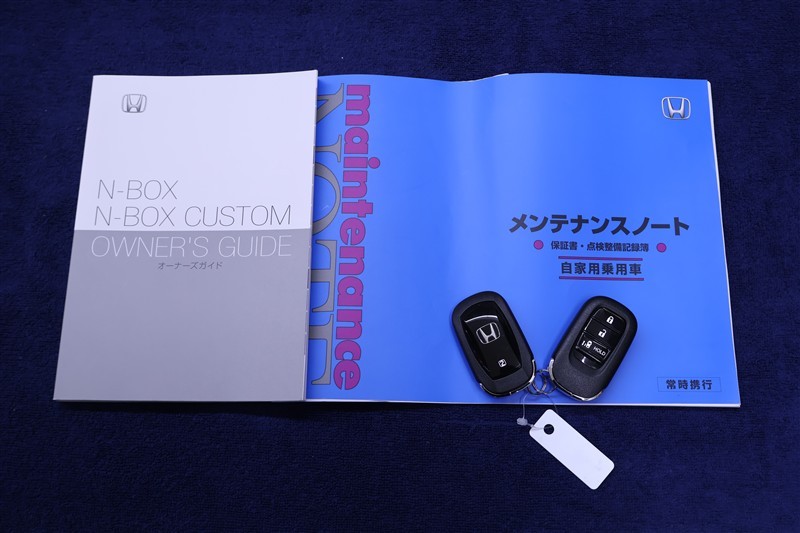 N-BOX
N-BOX CUSTOM
OWNER'S GUIDE
オーナーズガイド
maintenance
NOTE
メンテナンスノート
保証書・点検整備記録簿
自家用乗用車
常時携行
HOLD